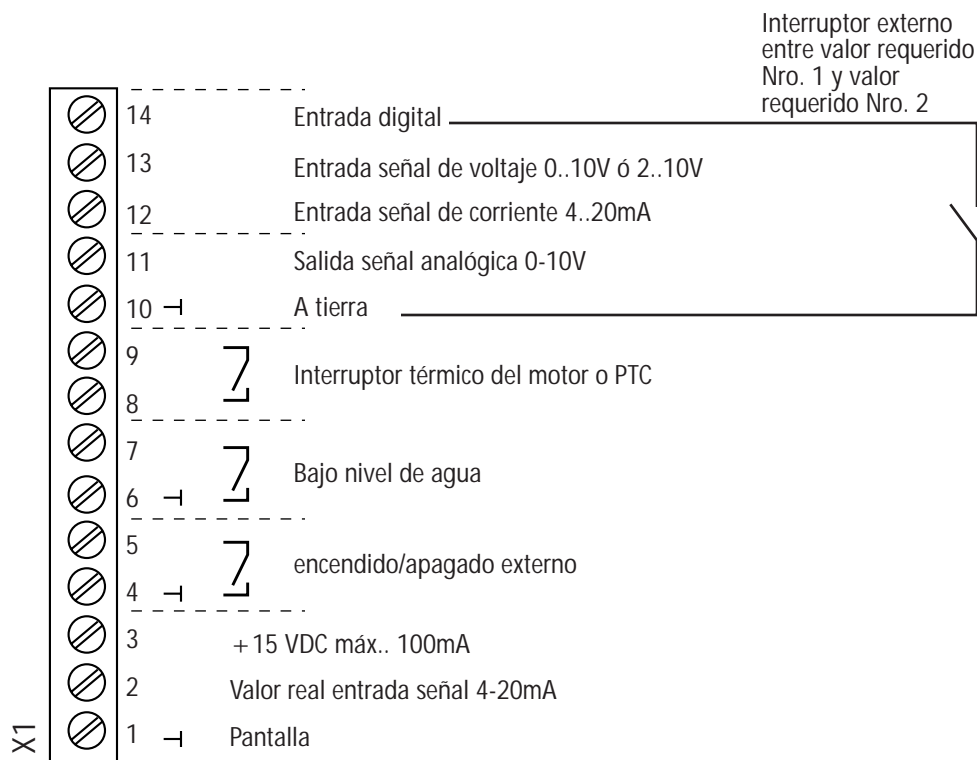 Interruptor externo
entre valor requerido
Nro. 1 y valor
requerido Nro. 2
14 Entrada digital
13 Entrada señal de voltaje 0..10V ó 2..10V
12 Entrada señal de corriente 4..20mA
11 Salida señal analógica 0-10V
10 A tierra
9
Interruptor térmico del motor o PTC
8
7
Bajo nivel de agua
6
5
encendido/apagado externo
4
3 +15 VDC máx.. 100mA
2 Valor real entrada señal 4-20mA
1 Pantalla
X1